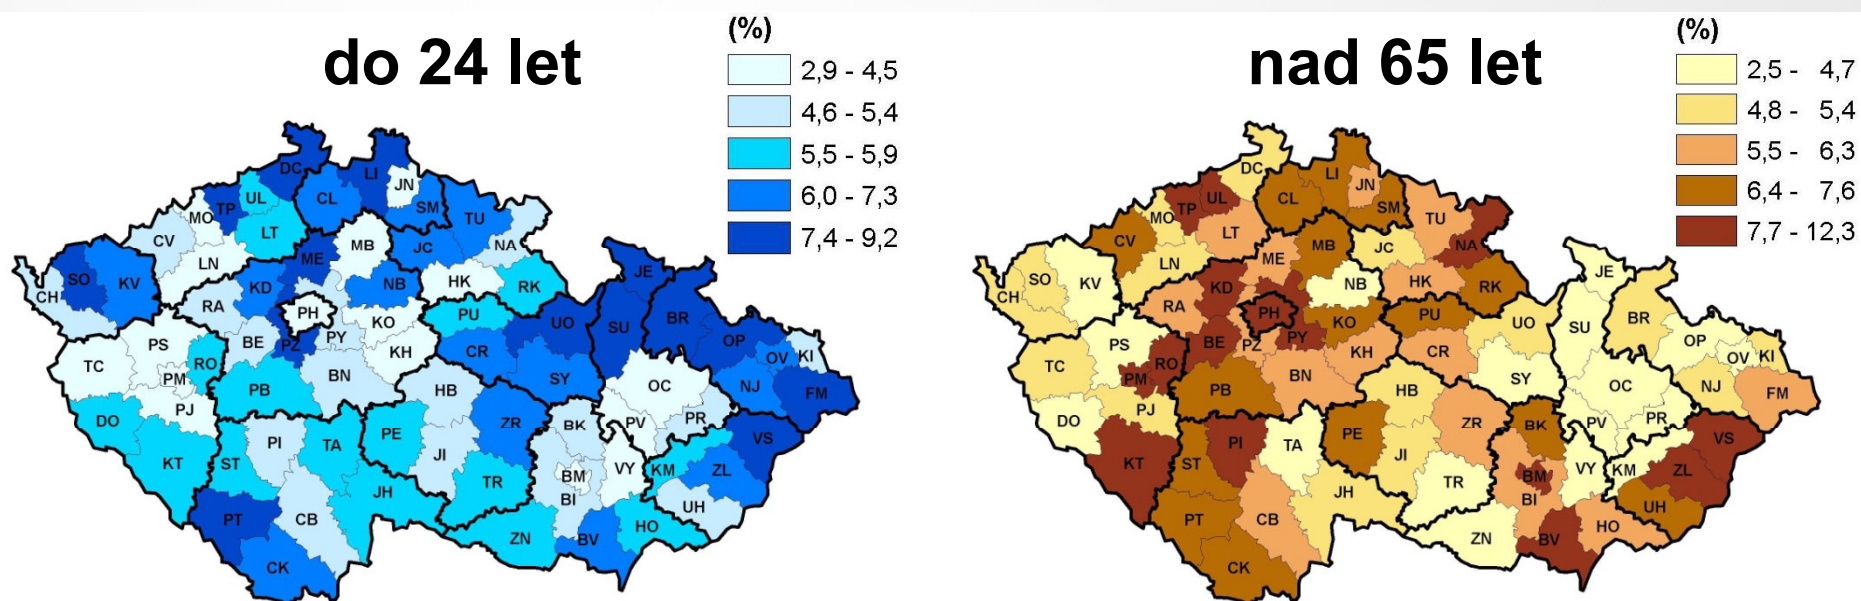 do 24 let
(%)
2,9 - 4,5
4,6 - 5,4
5,5 - 5,9
6,0 - 7,3
7,4 - 9,2
DC
LI
JN
TP
UL
CL
SM
MO
TU
CV
LT
MB
JC
NA
LN
ME
SO
KV
KD
NB
HK
RK
JE
CH
RA
PH
KO
PU
UO
SU
BR
OP
PS
BE
PZ
PY
KH
CR
OV
KI
TC
RO
PM
PB
BN
HB
SY
OC
NJ
FM
PJ
DO
PI
TA
PE
ZR
BK
PV
PR
VS
KT
ST
JI
BM
VY
KM
ZL
JH
TR
BI
UH
PT
CB
ZN
BV
HO
CK
nad 65 let
(%)
2,5 - 4,7
4,8 - 5,4
5,5 - 6,3
6,4 - 7,6
7,7 - 12,3
DC
LI
JN
TP
UL
CL
SM
MO
TU
CV
LT
MB
JC
NA
LN
ME
SO
KV
KD
NB
HK
RK
JE
CH
RA
PH
KO
PU
UO
SU
BR
OP
PS
BE
PZ
PY
KH
CR
OV
KI
TC
RO
PM
PB
BN
HB
SY
OC
NJ
FM
PJ
DO
PI
TA
PE
ZR
BK
PV
PR
VS
KT
ST
JI
BM
VY
KM
ZL
JH
TR
BI
UH
PT
CB
ZN
BV
HO
CK